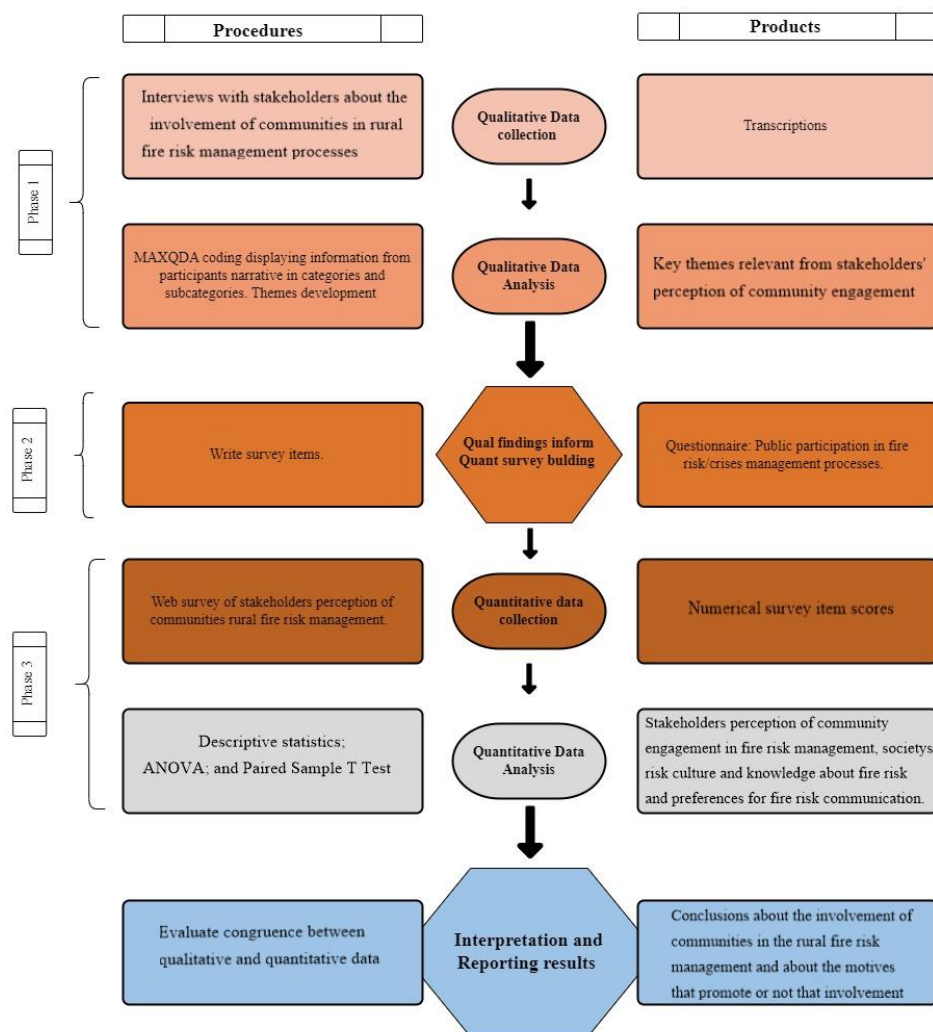 Procedures
Products
Phase 1
Interviews with stakeholders about the
involvement of communities in rural
fire risk management processes
Qualitative Data
collection
Transcriptions
MAXQDA coding displaying information from
participants narrative in categories and
subcategories. Themes development
Qualitative Data
Analysis
Key themes relevant from stakeholders'
perception of community engagement
Phase 2
Write survey items.
Qual findings inform
Quant survey bulding
Questionnaire: Public participation in fire
risk/crises management processes.
Phase 3
Web survey of stakeholders perception of
communities rural fire risk management.
Quantitative data
collection
Numerical survey item scores
Descriptive statistics;
ANOVA; and Paired Sample T Test
Quantitative Data
Analysis
Stakeholders perception of community
engagement in fire risk management, societys
risk culture and knowledge about fire risk
and preferences for fire risk communication.
Evaluate congruence between
qualitative and quantitative data
Interpretation and
Reporting results
Conclusions about the involvement of
communities in the rural fire risk
management and about the motives
that promote or not that involvement